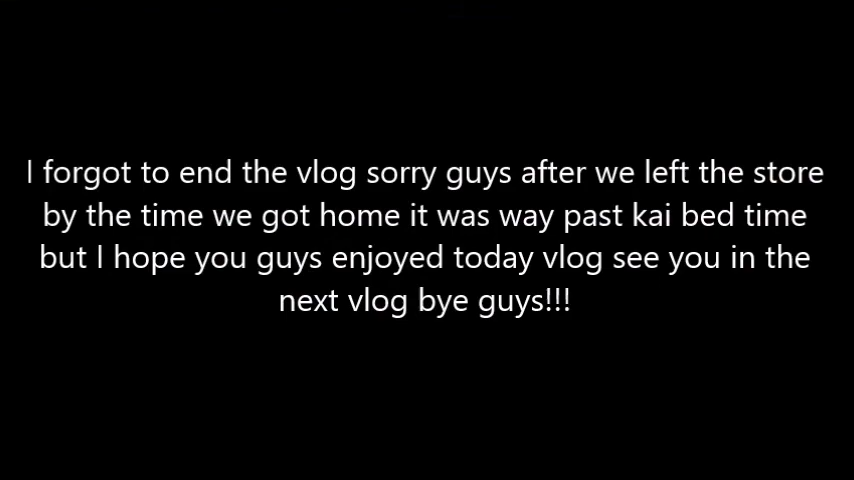 I forgot to end the vlog sorry guys after we left the store
by the time we got home it was way past kai bed time
but I hope you guys enjoyed today vlog see you in the
next vlog bye guys!!!